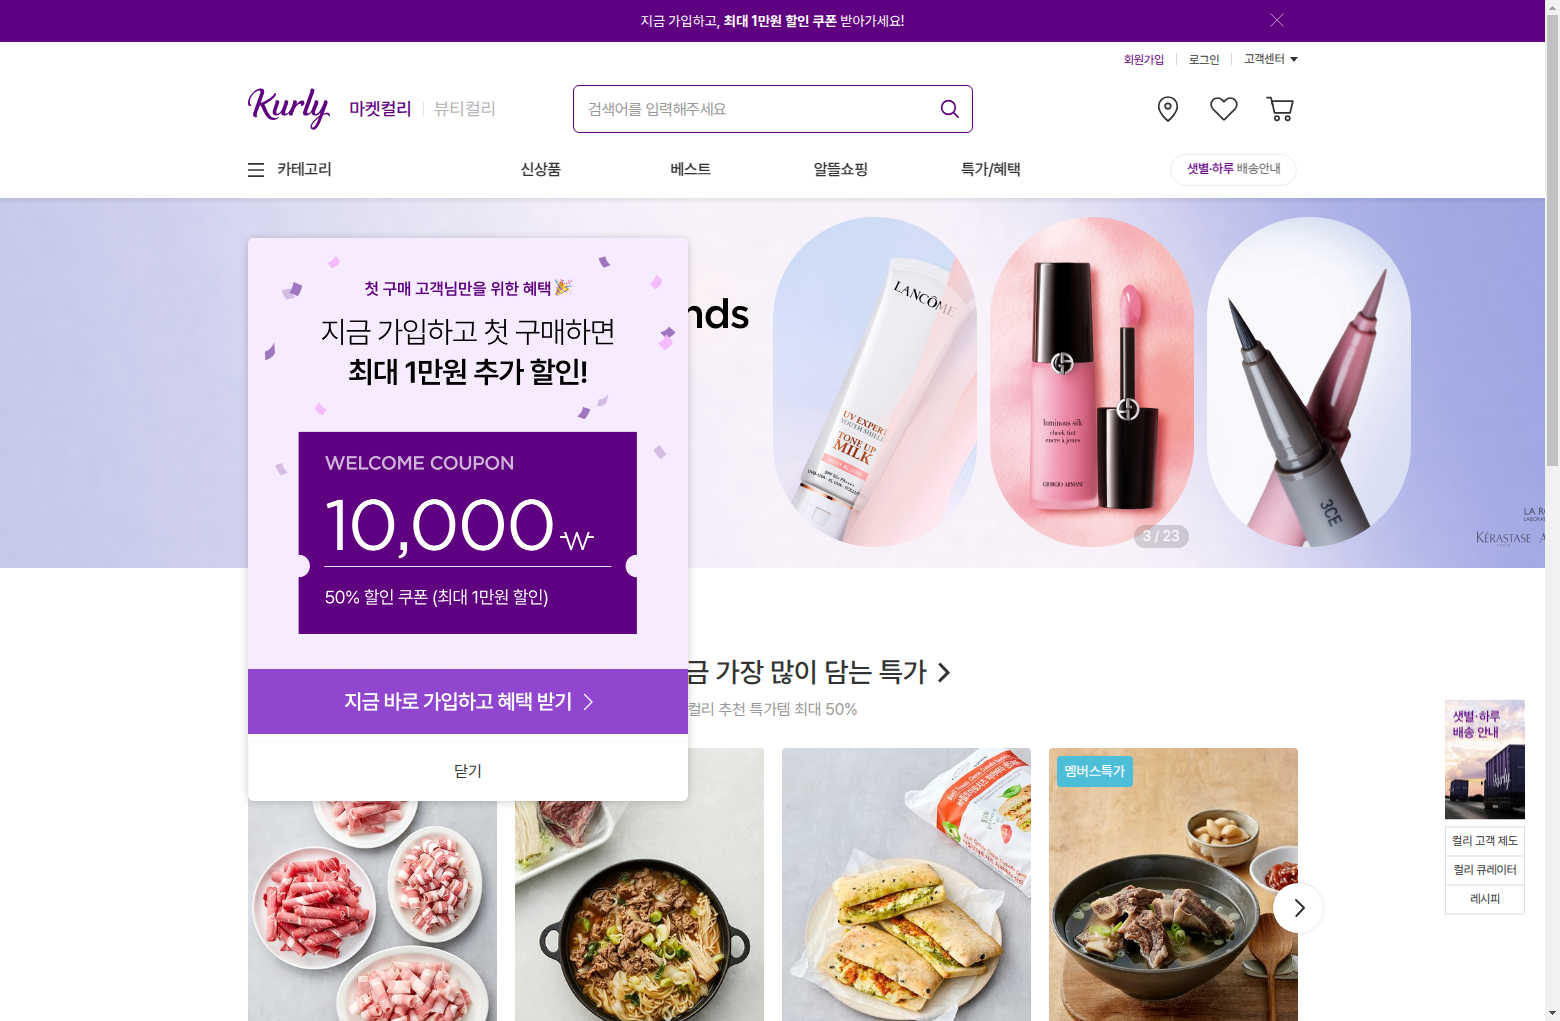 지금 가입하고, 최대 1만원 할인 쿠폰 받아가세요!
회원가입
로그인
고객센터
Kurly
마켓컬리
뷰티컬리
검색어를 입력해주세요
카테고리
신상품
베스트
알뜰쇼핑
특가/혜택
샛별·하루 배송안내
첫 구매 고객님만을 위한 혜택
지금 가입하고 첫 구매하면
최대 1만원 추가 할인!
WELCOME COUPON
10,000₩
50% 할인 쿠폰 (최대 1만원 할인)
지금 바로 가입하고 혜택 받기
닫기
nds
LANCÔME
UV EXPERT
YOUTH SHIELD
TONE UP
MILK
luminous silk
cheek tint
encre à joues
GIORGIO ARMANI
3CE
3 / 23
LA RO
KÉRASTASE
금 가장 많이 담는 특가
컬리 추천 특가템 최대 50%
멤버스특가
샛별·하루
배송 안내
Kurly
컬리 고객 제도
컬리 큐레이터
레시피